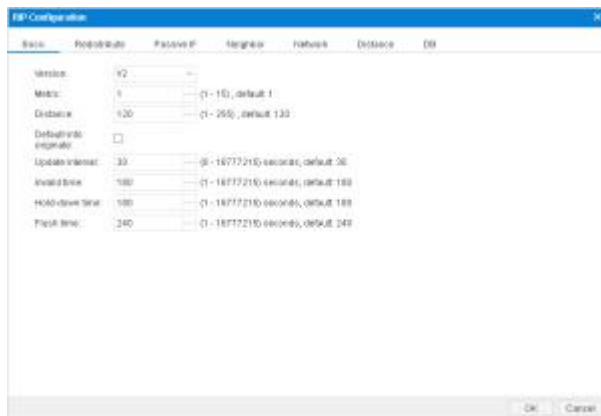 RIP Configuration
Basic Redistribute Passive IF Neighbor Network Distance DB
Version: V2
Metric: 1 (1 - 15), default: 1
Distance: 120 (1 - 255), default: 120
Default-info
originate:
Update interval: 30 (0 - 16777215) seconds, default: 30
Invalid time: 180 (1 - 16777215) seconds, default: 180
Hold-down time: 180 (1 - 16777215) seconds, default: 180
Flush time: 240 (1 - 16777215) seconds, default: 240
OK Cancel